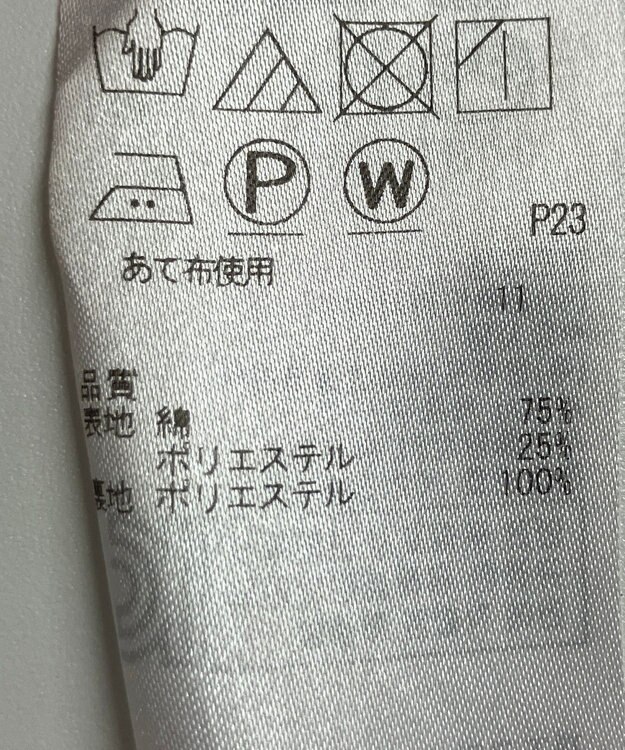 P W
P23
あて布使用
11
品質
表地 綿 75%
ポリエステル 25%
裏地 ポリエステル 100%